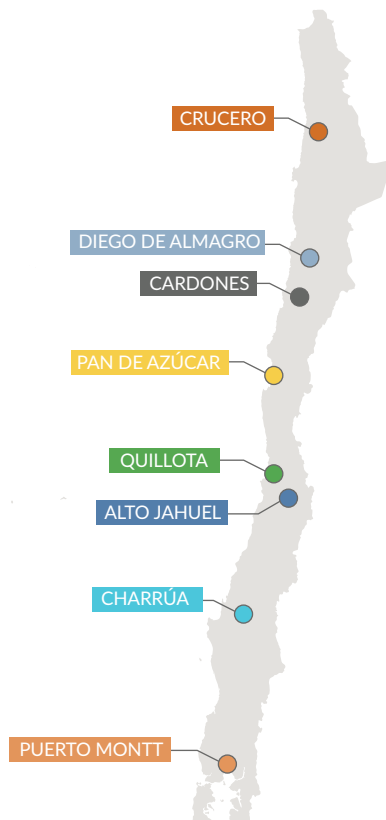 CRUCERO
DIEGO DE ALMAGRO
CARDONES
PAN DE AZÚCAR
QUILLOTA
ALTO JAHUEL
CHARRÚA
PUERTO MONTT